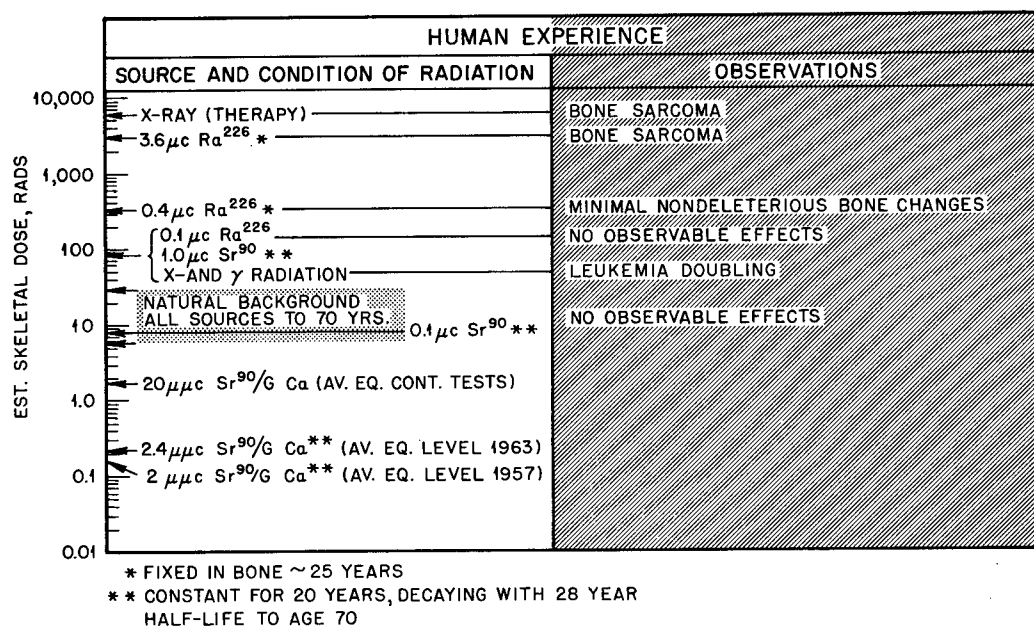 HUMAN EXPERIENCE
SOURCE AND CONDITION OF RADIATION
OBSERVATIONS
EST. SKELETAL DOSE, RADS
10,000
1,000
100
10
1.0
0.1
0.01
X-RAY (THERAPY)
BONE SARCOMA
3.6μc Ra²²⁶ *
BONE SARCOMA
0.4μc Ra²²⁶ *
MINIMAL NONDELETERIOUS BONE CHANGES
0.1μc Ra²²⁶
NO OBSERVABLE EFFECTS
1.0μc Sr⁹⁰ **
X-AND γ RADIATION
LEUKEMIA DOUBLING
NATURAL BACKGROUND
ALL SOURCES TO 70 YRS.
NO OBSERVABLE EFFECTS
0.1μc Sr⁹⁰ **
20μμc Sr⁹⁰/G Ca (AV. EQ. CONT. TESTS)
2.4μμc Sr⁹⁰/G Ca** (AV. EQ. LEVEL 1963)
2 μμc Sr⁹⁰/G Ca** (AV. EQ. LEVEL 1957)
* FIXED IN BONE ~ 25 YEARS
** CONSTANT FOR 20 YEARS, DECAYING WITH 28 YEAR
HALF-LIFE TO AGE 70